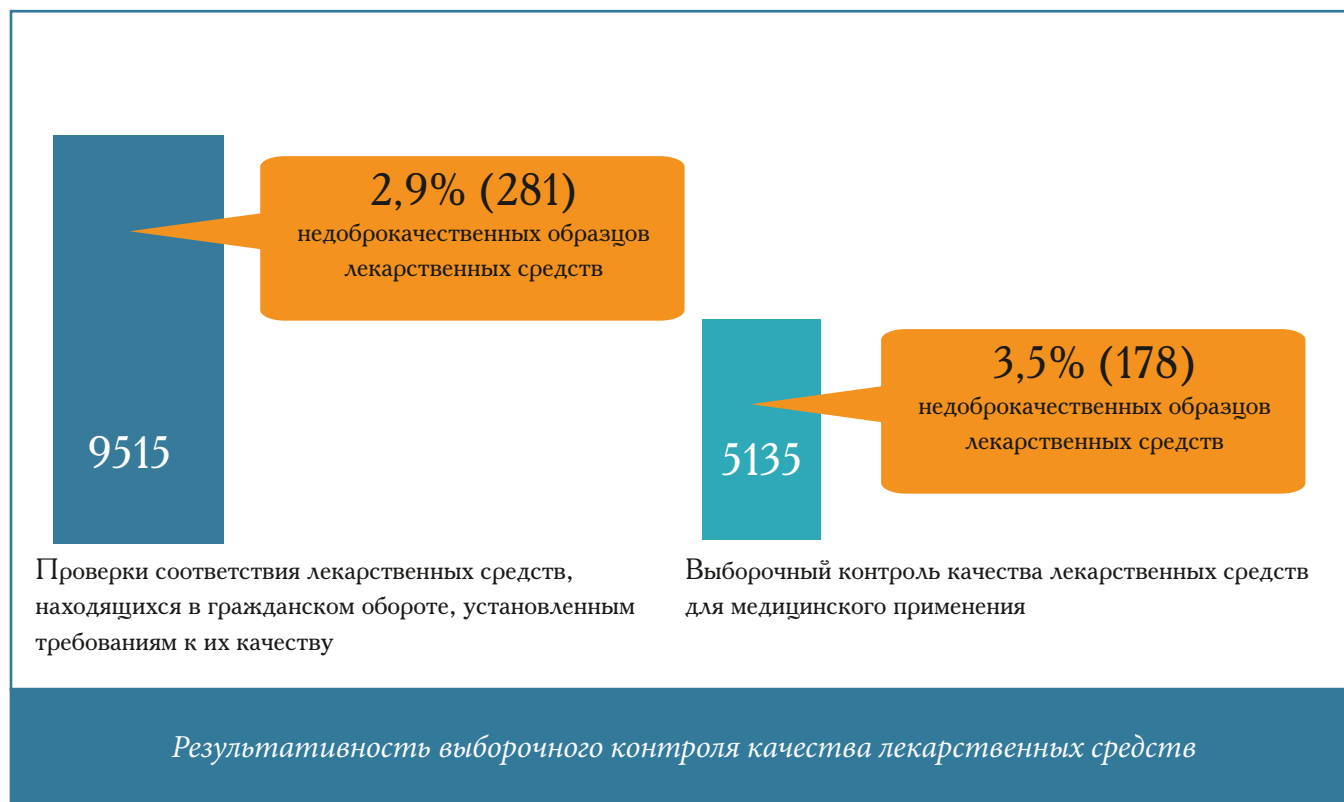 2,9% (281)
недоброкачественных образцов
лекарственных средств
9515
Проверки соответствия лекарственных средств,
находящихся в гражданском обороте, установленным
требованиям к их качеству
3,5% (178)
недоброкачественных образцов
лекарственных средств
5135
Выборочный контроль качества лекарственных средств
для медицинского применения
Результативность выборочного контроля качества лекарственных средств